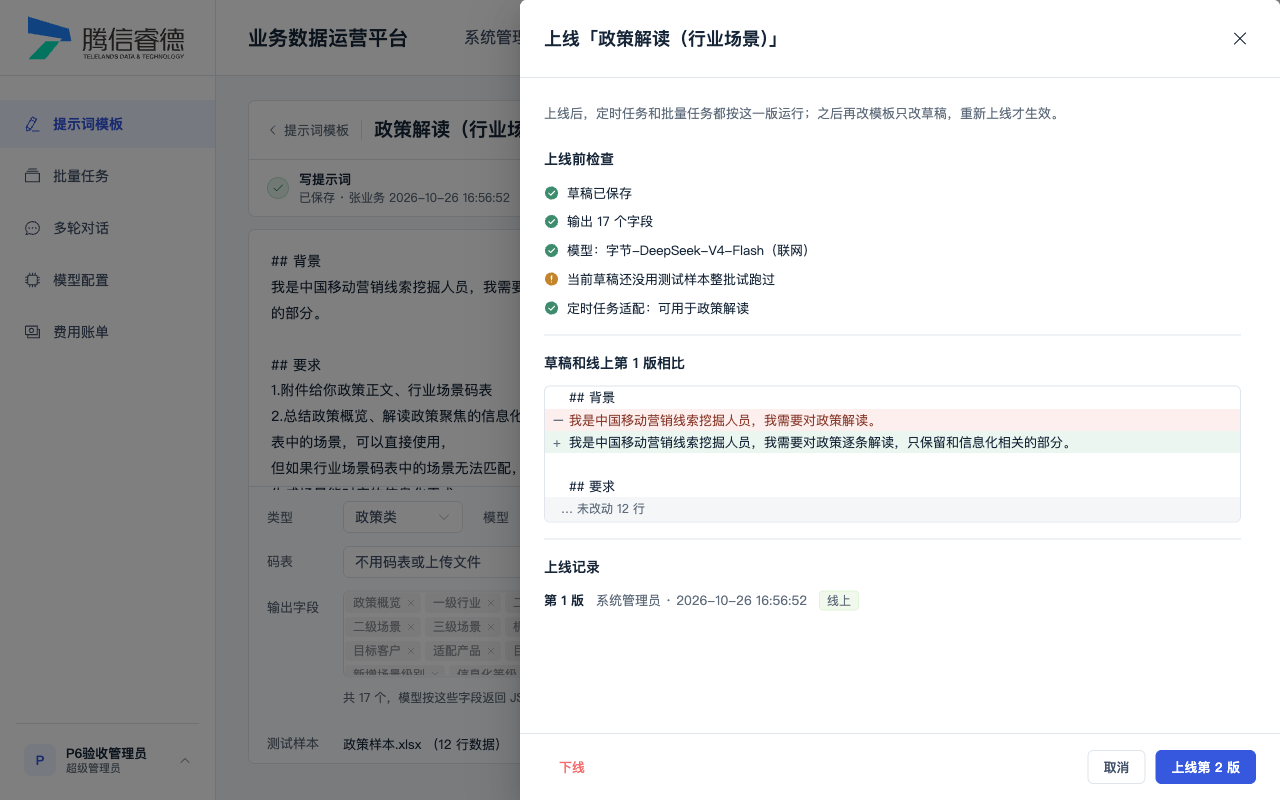 腾信睿德
TELELANDS DATA & TECHNOLOGY
业务数据运营平台
系统管理
提示词模板
批量任务
多轮对话
模型配置
费用账单
P
P6验收管理员
超级管理员
提示词模板
政策解读（行业场
写提示词
已保存 · 张业务 2026-10-26 16:56:52
## 背景
我是中国移动营销线索挖掘人员，我需要
的部分。
## 要求
1.附件给你政策正文、行业场景码表
2.总结政策概览、解读政策聚焦的信息化
表中的场景，可以直接使用，
但如果行业场景码表中的场景无法匹配，
类型
政策类
模型
码表
不用码表或上传文件
输出字段
政策概览 ×
一级行业 ×
二级场景 ×
三级场景 ×
目标客户 ×
适配产品 ×
新增场景级别
信息化等级
共 17 个，模型按这些字段返回 JS
测试样本
政策样本.xlsx （12 行数据）
上线「政策解读（行业场景）」
上线后，定时任务和批量任务都按这一版运行；之后再改模板只改草稿，重新上线才生效。
上线前检查
草稿已保存
输出 17 个字段
模型：字节-DeepSeek-V4-Flash（联网）
当前草稿还没用测试样本整批试跑过
定时任务适配：可用于政策解读
草稿和线上第 1 版相比
## 背景
− 我是中国移动营销线索挖掘人员，我需要对政策解读。
+ 我是中国移动营销线索挖掘人员，我需要对政策逐条解读，只保留和信息化相关的部分。
## 要求
... 未改动 12 行
上线记录
第 1 版 系统管理员 · 2026-10-26 16:56:52 线上
下线
取消
上线第 2 版